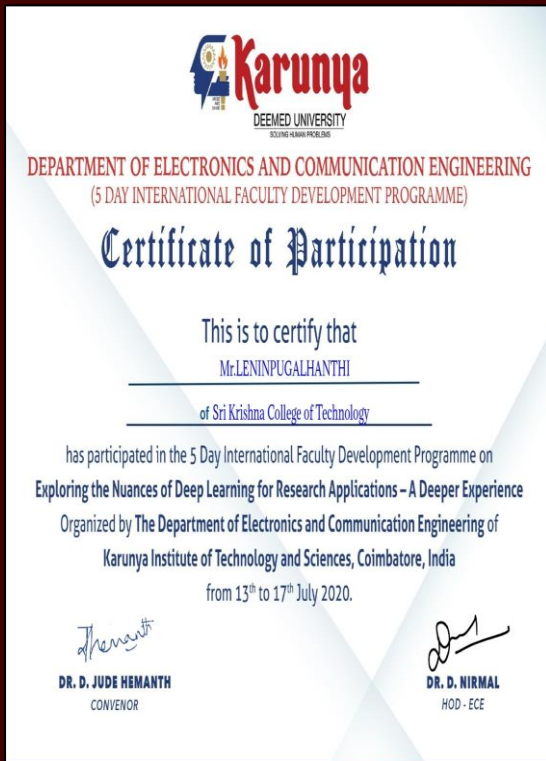 Karunya
DEEMED UNIVERSITY
SOLVING HUMAN PROBLEMS
DEPARTMENT OF ELECTRONICS AND COMMUNICATION ENGINEERING
(5 DAY INTERNATIONAL FACULTY DEVELOPMENT PROGRAMME)
Certificate of Participation
This is to certify that
Mr.LENINPUGALHANTHI
of Sri Krishna College of Technology
has participated in the 5 Day International Faculty Development Programme on
Exploring the Nuances of Deep Learning for Research Applications – A Deeper Experience
Organized by The Department of Electronics and Communication Engineering of
Karunya Institute of Technology and Sciences, Coimbatore, India
from 13th to 17th July 2020.
DR. D. JUDE HEMANTH
CONVENOR
DR. D. NIRMAL
HOD - ECE